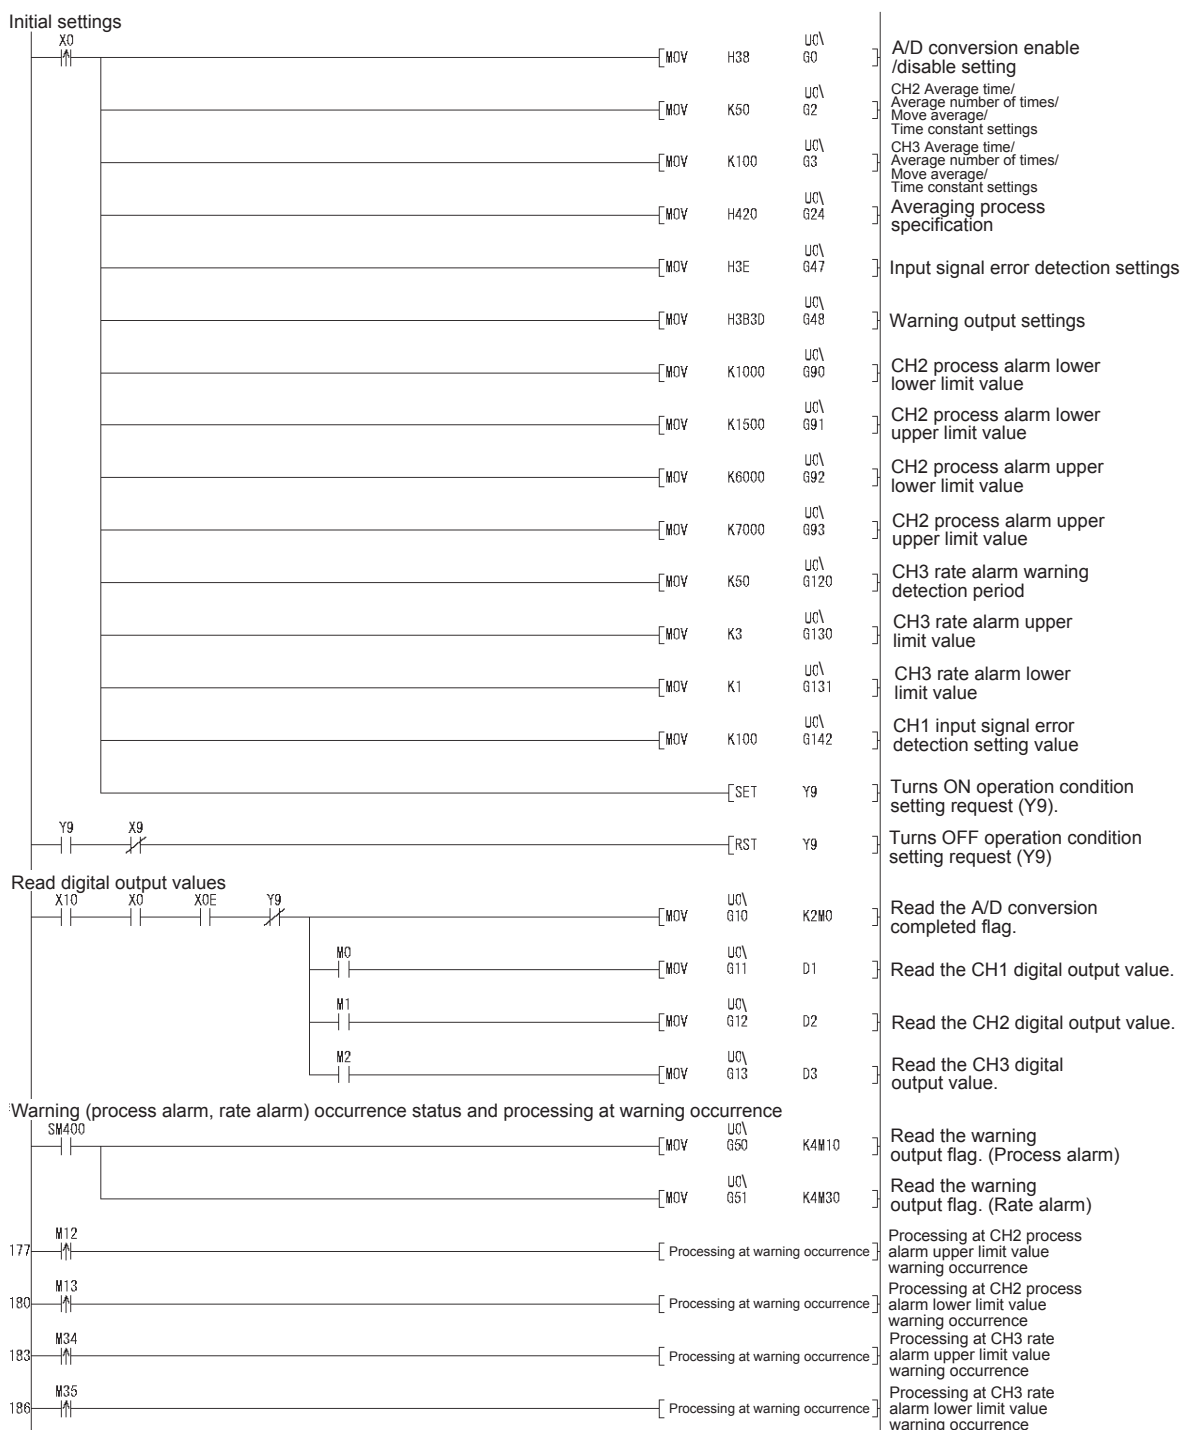 Initial settings
X0
MOV H38 U0\
G0
A/D conversion enable
/disable setting
MOV K50 U0\
G2
CH2 Average time/
Average number of times/
Move average/
Time constant settings
MOV K100 U0\
G3
CH3 Average time/
Average number of times/
Move average/
Time constant settings
MOV H420 U0\
G24
Averaging process
specification
MOV H3E U0\
G47
Input signal error detection settings
MOV H3B3D U0\
G48
Warning output settings
MOV K1000 U0\
G90
CH2 process alarm lower
lower limit value
MOV K1500 U0\
G91
CH2 process alarm lower
upper limit value
MOV K6000 U0\
G92
CH2 process alarm upper
lower limit value
MOV K7000 U0\
G93
CH2 process alarm upper
upper limit value
MOV K50 U0\
G120
CH3 rate alarm warning
detection period
MOV K3 U0\
G130
CH3 rate alarm upper
limit value
MOV K1 U0\
G131
CH3 rate alarm lower
limit value
MOV K100 U0\
G142
CH1 input signal error
detection setting value
SET Y9
Turns ON operation condition
setting request (Y9).
Y9 X9
RST Y9
Turns OFF operation condition
setting request (Y9)
Read digital output values
X10 X0 X0E Y9
MOV U0\
G10 K2M0
Read the A/D conversion
completed flag.
M0
MOV U0\
G11 D1
Read the CH1 digital output value.
M1
MOV U0\
G12 D2
Read the CH2 digital output value.
M2
MOV U0\
G13 D3
Read the CH3 digital
output value.
Warning (process alarm, rate alarm) occurrence status and processing at warning occurrence
SM400
MOV U0\
G50 K4M10
Read the warning
output flag. (Process alarm)
MOV U0\
G51 K4M30
Read the warning
output flag. (Rate alarm)
M12
177
Processing at warning occurrence
Processing at CH2 process
alarm upper limit value
warning occurrence
M13
180
Processing at warning occurrence
Processing at CH2 process
alarm lower limit value
warning occurrence
M34
183
Processing at warning occurrence
Processing at CH3 rate
alarm upper limit value
warning occurrence
M35
186
Processing at warning occurrence
Processing at CH3 rate
alarm lower limit value
warning occurrence